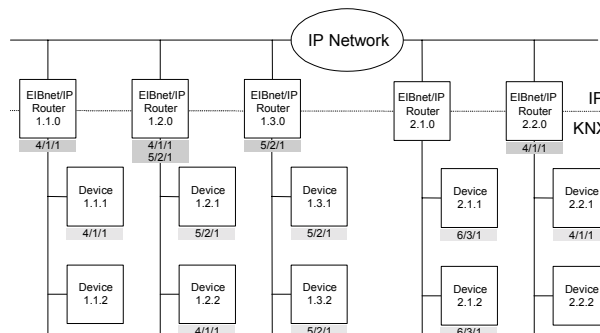 IP Network
EIBnet/IP
Router
1.1.0
4/1/1
EIBnet/IP
Router
1.2.0
4/1/1
5/2/1
EIBnet/IP
Router
1.3.0
5/2/1
EIBnet/IP
Router
2.1.0
EIBnet/IP
Router
2.2.0
4/1/1
IP
KNX
Device
1.1.1
4/1/1
Device
1.2.1
5/2/1
Device
1.3.1
5/2/1
Device
2.1.1
6/3/1
Device
2.2.1
4/1/1
Device
1.1.2
Device
1.2.2
4/1/1
Device
1.3.2
5/2/1
Device
2.1.2
6/3/1
Device
2.2.2